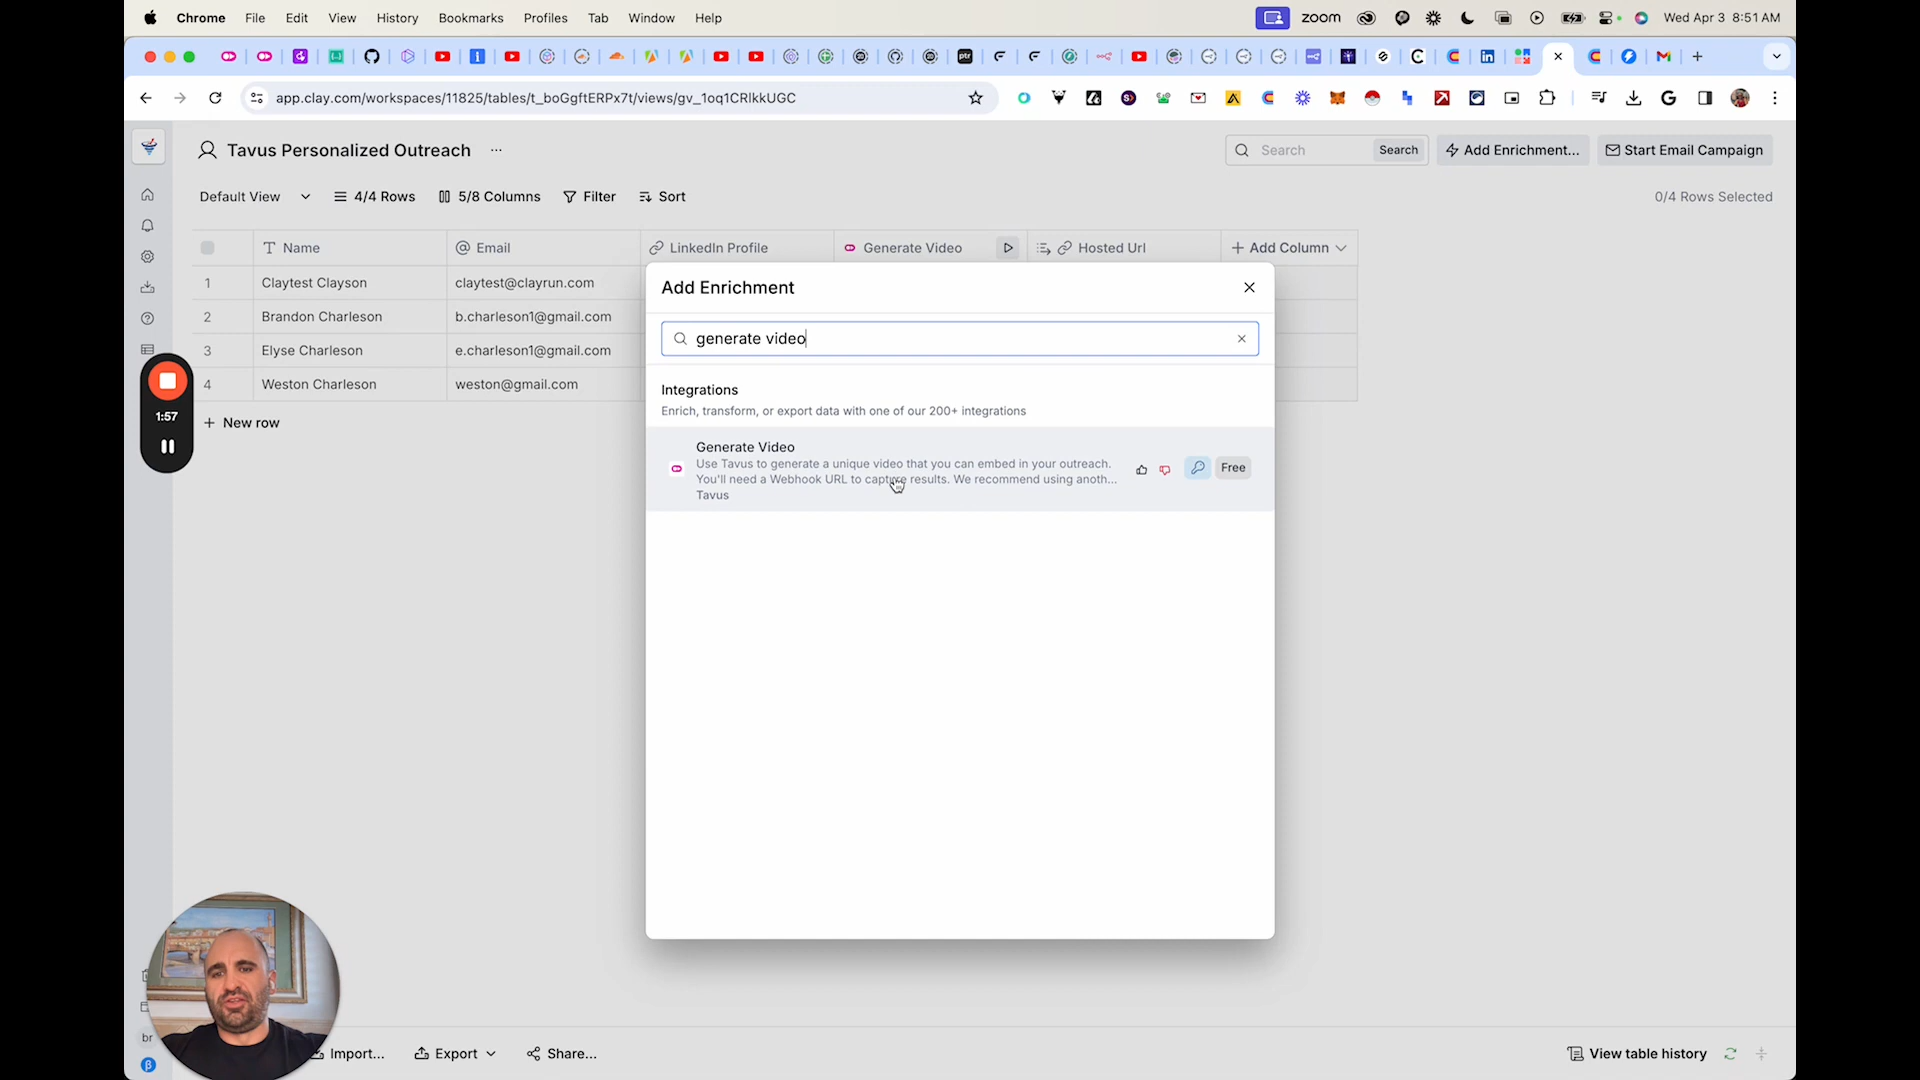 Chrome File Edit View History Bookmarks Profiles Tab Window Help zoom Wed Apr 3 8:51 AM
ptr
app.clay.com/workspaces/11825/tables/t_boGgftERPx7t/views/gv_1oq1CRlkkUGC
Tavus Personalized Outreach ... Search Search Add Enrichment... Start Email Campaign
Default View 4/4 Rows 5/8 Columns Filter Sort 0/4 Rows Selected
Name Email LinkedIn Profile Generate Video Hosted Url + Add Column
1 Claytest Clayson claytest@clayrun.com
2 Brandon Charleson b.charleson1@gmail.com
3 Elyse Charleson e.charleson1@gmail.com
4 Weston Charleson weston@gmail.com
+ New row
1:57
Add Enrichment
generate video
Integrations
Enrich, transform, or export data with one of our 200+ integrations
Generate Video
Use Tavus to generate a unique video that you can embed in your outreach.
You'll need a Webhook URL to capture results. We recommend using anoth...
Tavus
Free
br
Import... Export Share... View table history
β